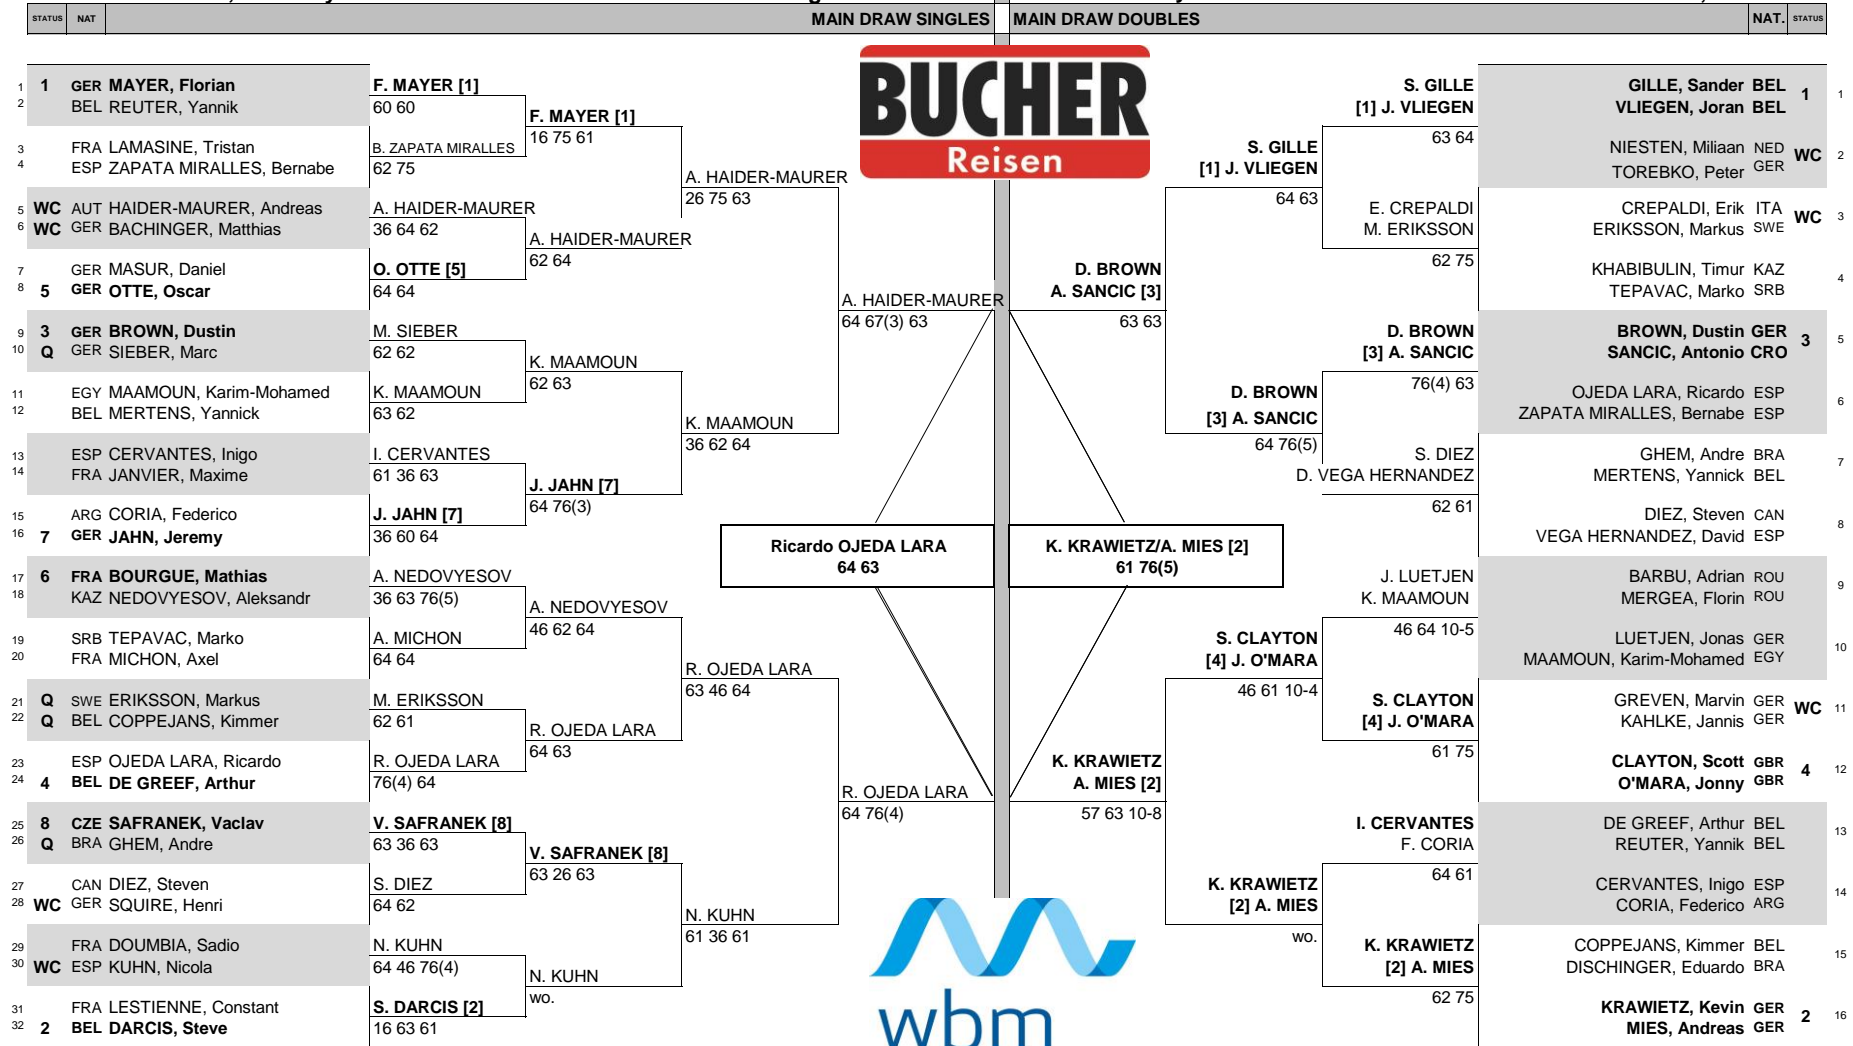 STATUS NAT MAIN DRAW SINGLES MAIN DRAW DOUBLES NAT. STATUS
BUCHER
Reisen
1 1 GER MAYER, Florian
2 BEL REUTER, Yannik
3 FRA LAMASINE, Tristan
4 ESP ZAPATA MIRALLES, Bernabe
5 WC AUT HAIDER-MAURER, Andreas
6 WC GER BACHINGER, Matthias
7 GER MASUR, Daniel
8 5 GER OTTE, Oscar
9 3 GER BROWN, Dustin
10 Q GER SIEBER, Marc
11 EGY MAAMOUN, Karim-Mohamed
12 BEL MERTENS, Yannick
13 ESP CERVANTES, Inigo
14 FRA JANVIER, Maxime
15 ARG CORIA, Federico
16 7 GER JAHN, Jeremy
17 6 FRA BOURGUE, Mathias
18 KAZ NEDOVYESOV, Aleksandr
19 SRB TEPAVAC, Marko
20 FRA MICHON, Axel
21 Q SWE ERIKSSON, Markus
22 Q BEL COPPEJANS, Kimmer
23 ESP OJEDA LARA, Ricardo
24 4 BEL DE GREEF, Arthur
25 8 CZE SAFRANEK, Vaclav
26 Q BRA GHEM, Andre
27 CAN DIEZ, Steven
28 WC GER SQUIRE, Henri
29 FRA DOUMBIA, Sadio
30 WC ESP KUHN, Nicola
31 FRA LESTIENNE, Constant
32 2 BEL DARCIS, Steve
F. MAYER [1]
60 60
B. ZAPATA MIRALLES
62 75
A. HAIDER-MAURER
36 64 62
O. OTTE [5]
64 64
M. SIEBER
62 62
K. MAAMOUN
63 62
I. CERVANTES
61 36 63
J. JAHN [7]
36 60 64
A. NEDOVYESOV
36 63 76(5)
A. MICHON
64 64
M. ERIKSSON
62 61
R. OJEDA LARA
76(4) 64
V. SAFRANEK [8]
63 36 63
S. DIEZ
64 62
N. KUHN
64 46 76(4)
S. DARCIS [2]
16 63 61
F. MAYER [1]
16 75 61
A. HAIDER-MAURER
62 64
K. MAAMOUN
62 63
J. JAHN [7]
64 76(3)
A. NEDOVYESOV
46 62 64
R. OJEDA LARA
64 63
V. SAFRANEK [8]
63 26 63
N. KUHN
wo.
A. HAIDER-MAURER
26 75 63
K. MAAMOUN
36 62 64
R. OJEDA LARA
63 46 64
N. KUHN
61 36 61
A. HAIDER-MAURER
64 67(3) 63
R. OJEDA LARA
64 76(4)
Ricardo OJEDA LARA
64 63
K. KRAWIETZ/A. MIES [2]
61 76(5)
D. BROWN
A. SANCIC [3]
63 63
K. KRAWIETZ
A. MIES [2]
57 63 10-8
S. GILLE
[1] J. VLIEGEN
64 63
D. BROWN
[3] A. SANCIC
64 76(5)
S. CLAYTON
[4] J. O'MARA
46 61 10-4
K. KRAWIETZ
[2] A. MIES
wo.
S. GILLE
[1] J. VLIEGEN
63 64
E. CREPALDI
M. ERIKSSON
62 75
D. BROWN
[3] A. SANCIC
76(4) 63
S. DIEZ
D. VEGA HERNANDEZ
62 61
J. LUETJEN
K. MAAMOUN
46 64 10-5
S. CLAYTON
[4] J. O'MARA
61 75
I. CERVANTES
F. CORIA
64 61
K. KRAWIETZ
[2] A. MIES
62 75
GILLE, Sander BEL 1 1
VLIEGEN, Joran BEL
NIESTEN, Miliaan NED WC 2
TOREBKO, Peter GER
CREPALDI, Erik ITA WC 3
ERIKSSON, Markus SWE
KHABIBULIN, Timur KAZ 4
TEPAVAC, Marko SRB
BROWN, Dustin GER 3 5
SANCIC, Antonio CRO
OJEDA LARA, Ricardo ESP 6
ZAPATA MIRALLES, Bernabe ESP
GHEM, Andre BRA 7
MERTENS, Yannick BEL
DIEZ, Steven CAN 8
VEGA HERNANDEZ, David ESP
BARBU, Adrian ROU 9
MERGEA, Florin ROU
LUETJEN, Jonas GER 10
MAAMOUN, Karim-Mohamed EGY
GREVEN, Marvin GER WC 11
KAHLKE, Jannis GER
CLAYTON, Scott GBR 4 12
O'MARA, Jonny GBR
DE GREEF, Arthur BEL 13
REUTER, Yannik BEL
CERVANTES, Inigo ESP 14
CORIA, Federico ARG
COPPEJANS, Kimmer BEL 15
DISCHINGER, Eduardo BRA
KRAWIETZ, Kevin GER 2 16
MIES, Andreas GER
wbm